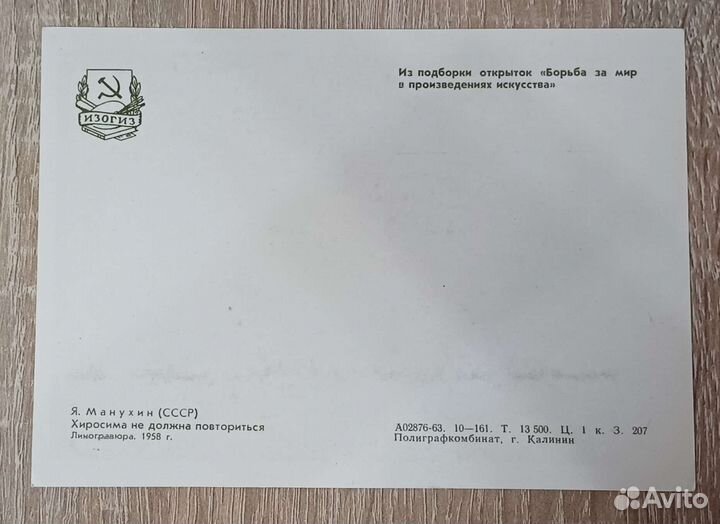 ИЗОГИЗ
Из подборки открыток «Борьба за мир
в произведениях искусства»
Я. Манухин (СССР)
Хиросима не должна повториться
Линогравюра. 1958 г.
А02876-63. 10—161. Т. 13 500. Ц. 1 к. З. 207
Полиграфкомбинат, г. Калинин
Avito